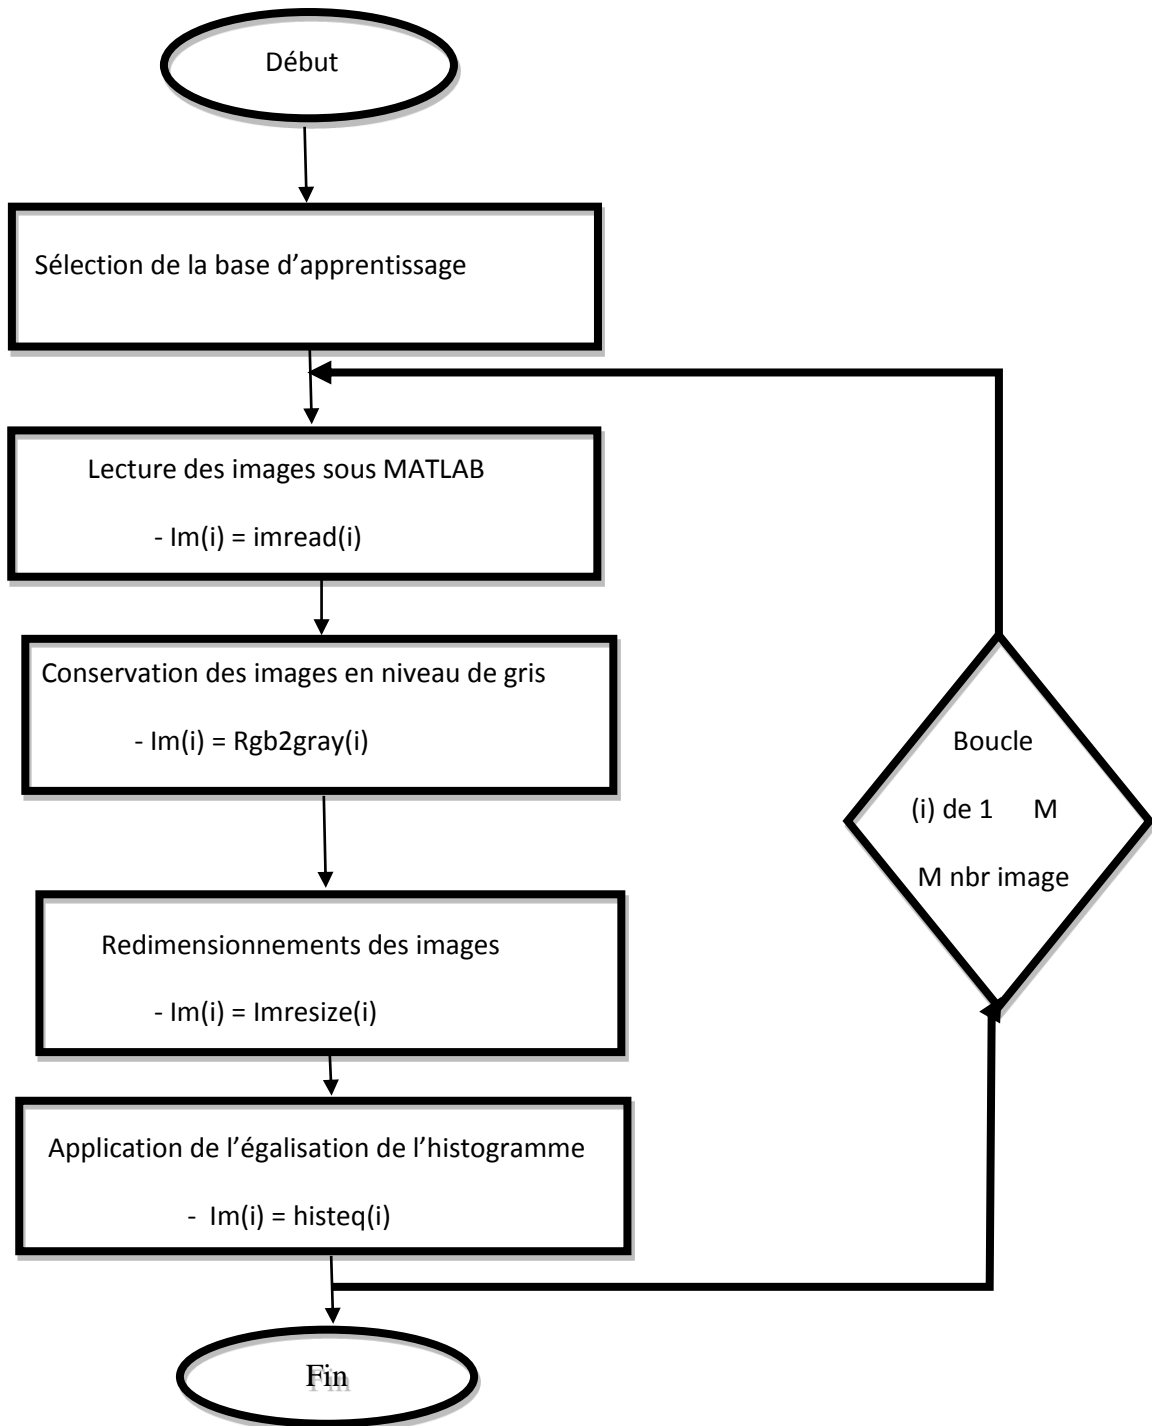 Début
Sélection de la base d’apprentissage
Lecture des images sous MATLAB
- Im(i) = imread(i)
Conservation des images en niveau de gris
- Im(i) = Rgb2gray(i)
Redimensionnements des images
- Im(i) = Imresize(i)
Application de l’égalisation de l’histogramme
- Im(i) = histeq(i)
Boucle
(i) de 1 M
M nbr image
Fin